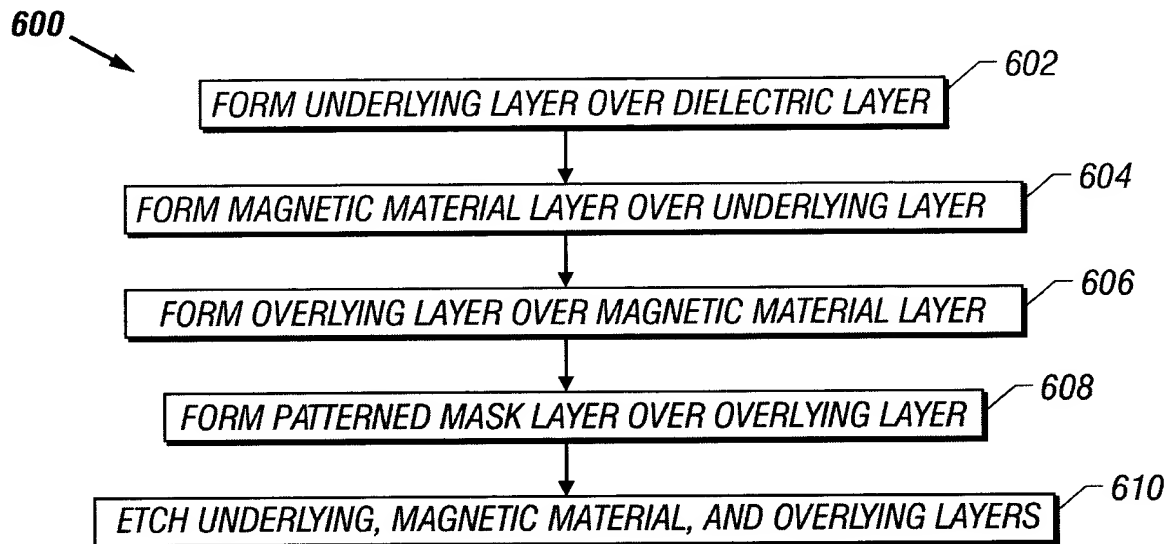 600
602
FORM UNDERLYING LAYER OVER DIELECTRIC LAYER
604
FORM MAGNETIC MATERIAL LAYER OVER UNDERLYING LAYER
606
FORM OVERLYING LAYER OVER MAGNETIC MATERIAL LAYER
608
FORM PATTERNED MASK LAYER OVER OVERLYING LAYER
610
ETCH UNDERLYING, MAGNETIC MATERIAL, AND OVERLYING LAYERS